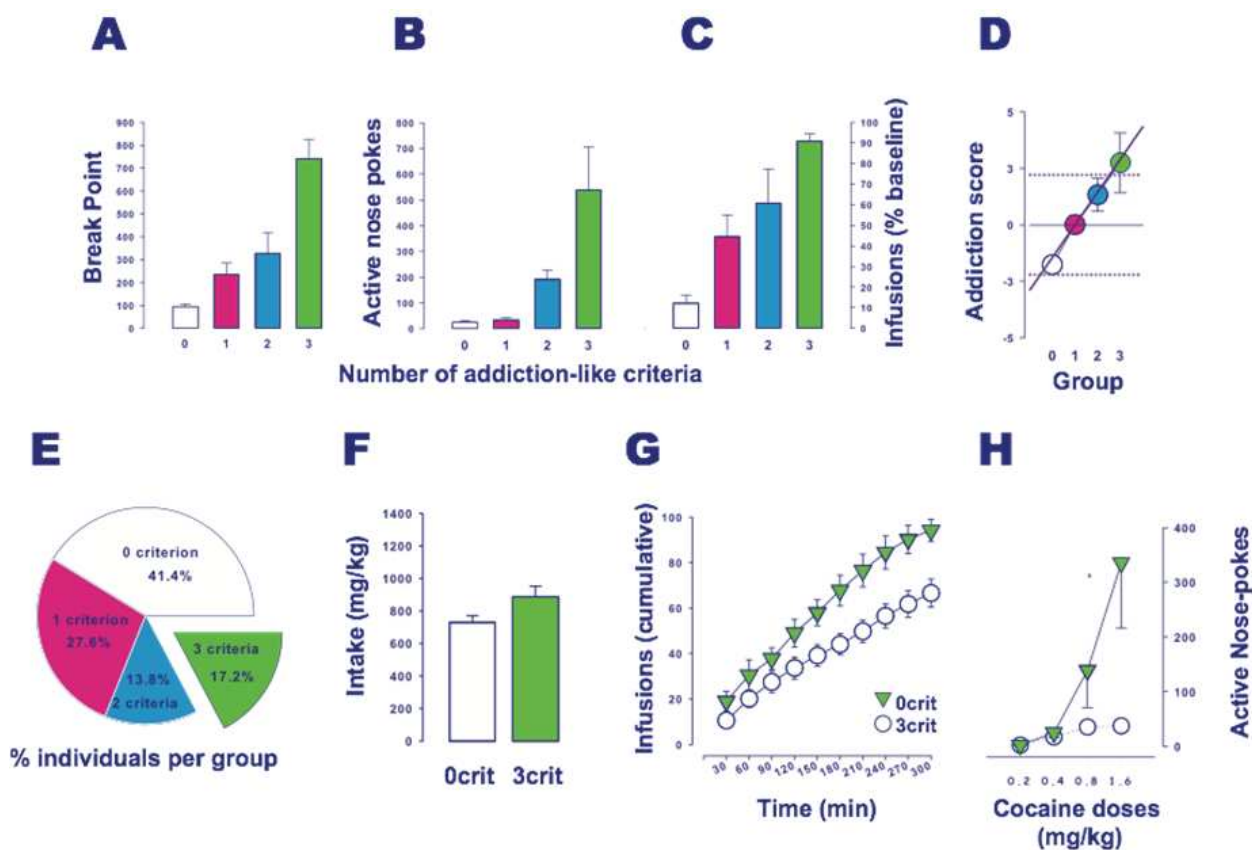 A
B
C
D
Break Point
900
800
700
600
500
400
300
200
100
0
0 1 2 3
Active nose pokes
800
700
600
500
400
300
200
100
0
0 1 2 3
0 1 2 3
100
90
80
70
60
50
40
30
20
10
0
Infusions (% baseline)
Number of addiction-like criteria
Addiction score
5
3
0
-3
-5
0 1 2 3
Group
E
F
G
H
0 criterion
41.4%
1 criterion
27.6%
13.8%
2 criteria
3 criteria
17.2%
% individuals per group
Intake (mg/kg)
1400
1200
1000
800
600
400
200
0
0crit 3crit
Infusions (cumulative)
100
80
60
40
20
0
0crit
3crit
30 60 90 120 150 180 210 240 270 300
Time (min)
400
300
200
100
0
Active Nose-pokes
0.2 0.4 0.8 1.6
Cocaine doses
(mg/kg)